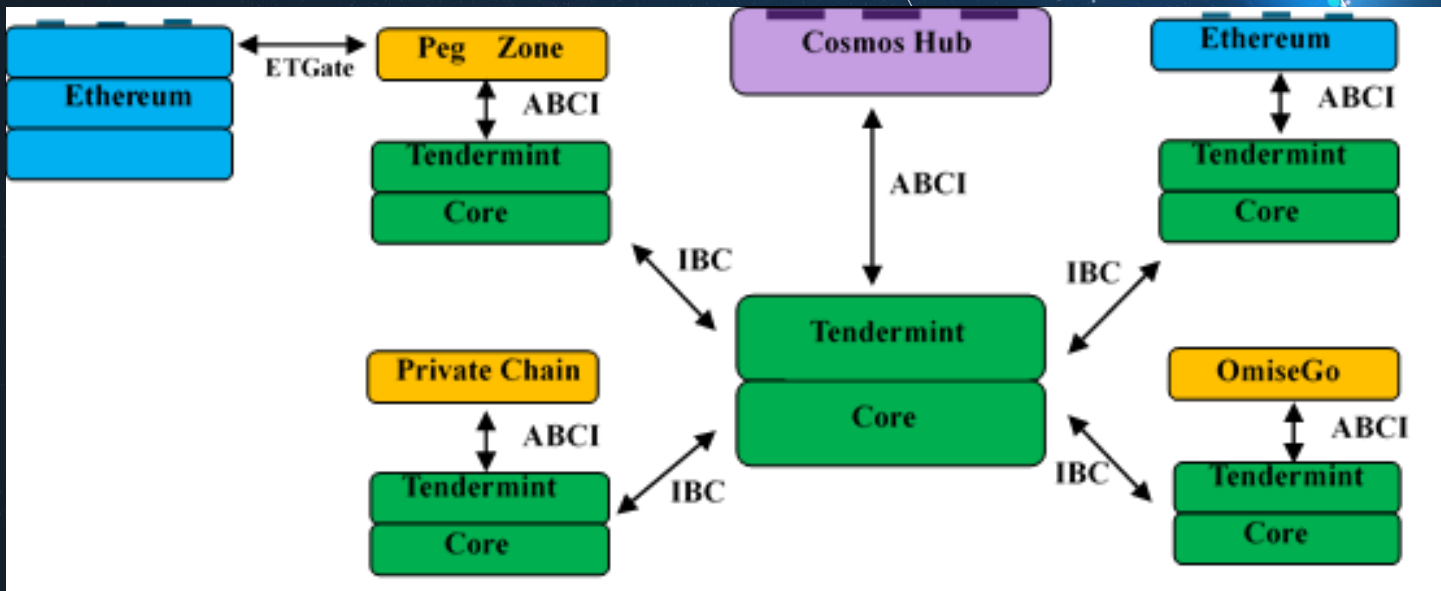 Ethereum
ETGate
Peg Zone
ABCI
Tendermint
Core
Cosmos Hub
ABCI
Tendermint
Core
Ethereum
ABCI
Tendermint
Core
IBC
IBC
Private Chain
ABCI
Tendermint
Core
IBC
OmiseGo
ABCI
Tendermint
Core
IBC